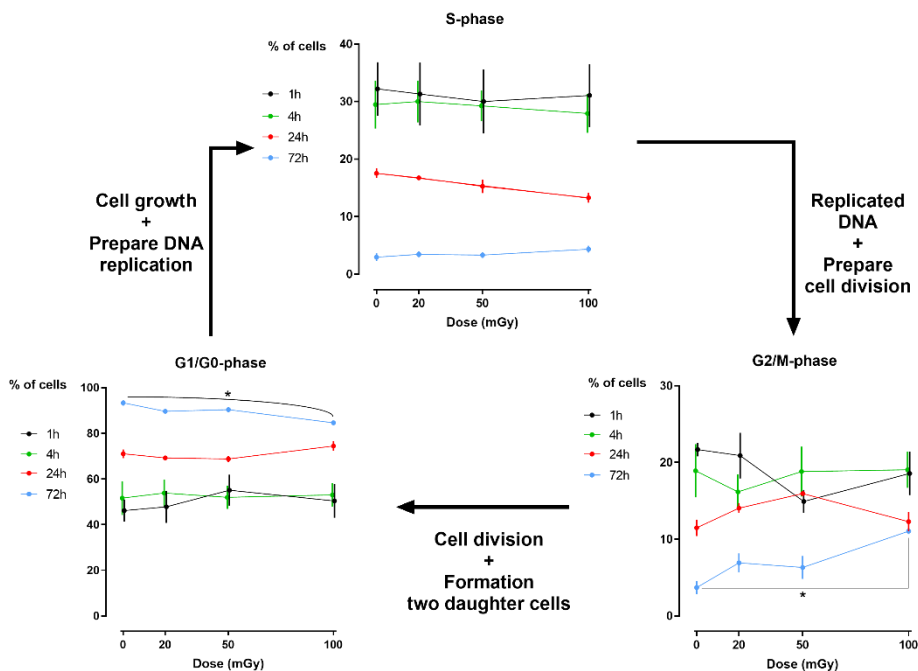 S-phase
% of cells
1h
4h
24h
72h
40
30
20
10
0
0 20 50 100
Dose (mGy)
Cell growth
+
Prepare DNA
replication
Replicated
DNA
+
Prepare
cell division
G1/G0-phase
% of cells
1h
4h
24h
72h
100
80
60
40
20
0
*
0 20 50 100
Dose (mGy)
Cell division
+
Formation
two daughter cells
G2/M-phase
% of cells
1h
4h
24h
72h
30
20
10
0
*
0 20 50 100
Dose (mGy)